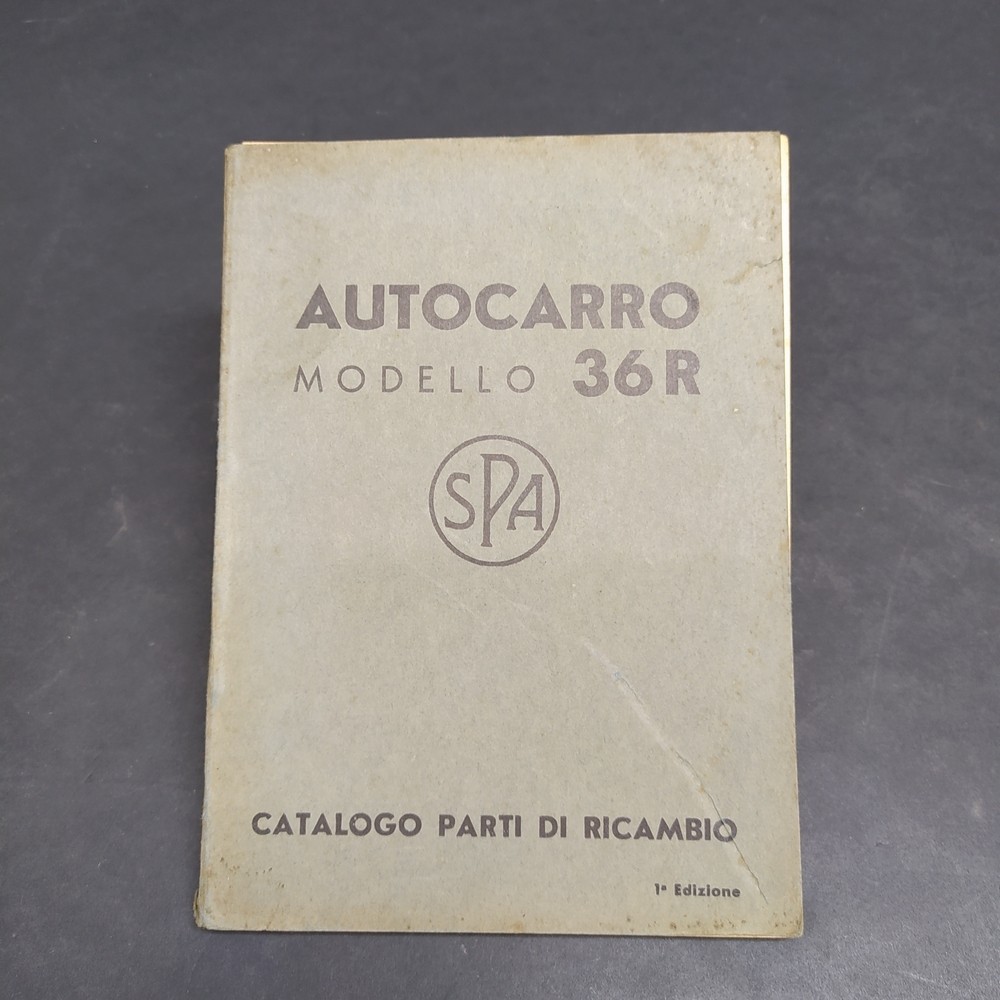 AUTOCARRO
MODELLO 36R
SPA
CATALOGO PARTI DI RICAMBIO
1ª Edizione